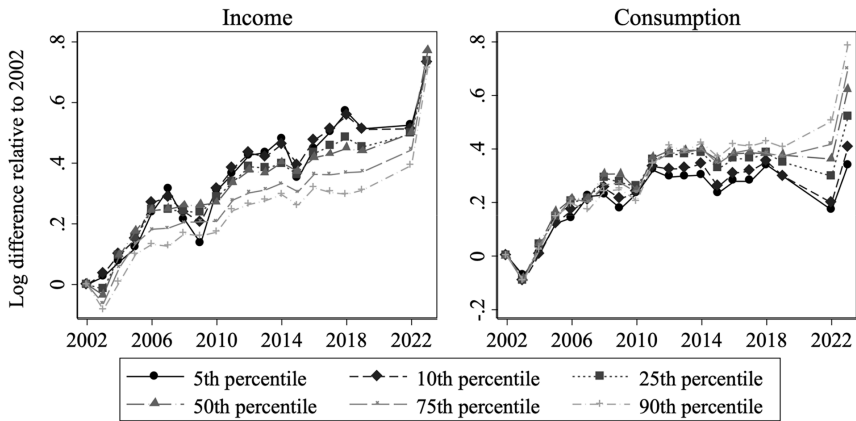 Income
Consumption
Log difference relative to 2002
.8
.6
.4
.2
0
2002 2006 2010 2014 2018 2022
.8
.6
.4
.2
0
-.2
2002 2006 2010 2014 2018 2022
5th percentile 10th percentile 25th percentile
50th percentile 75th percentile 90th percentile